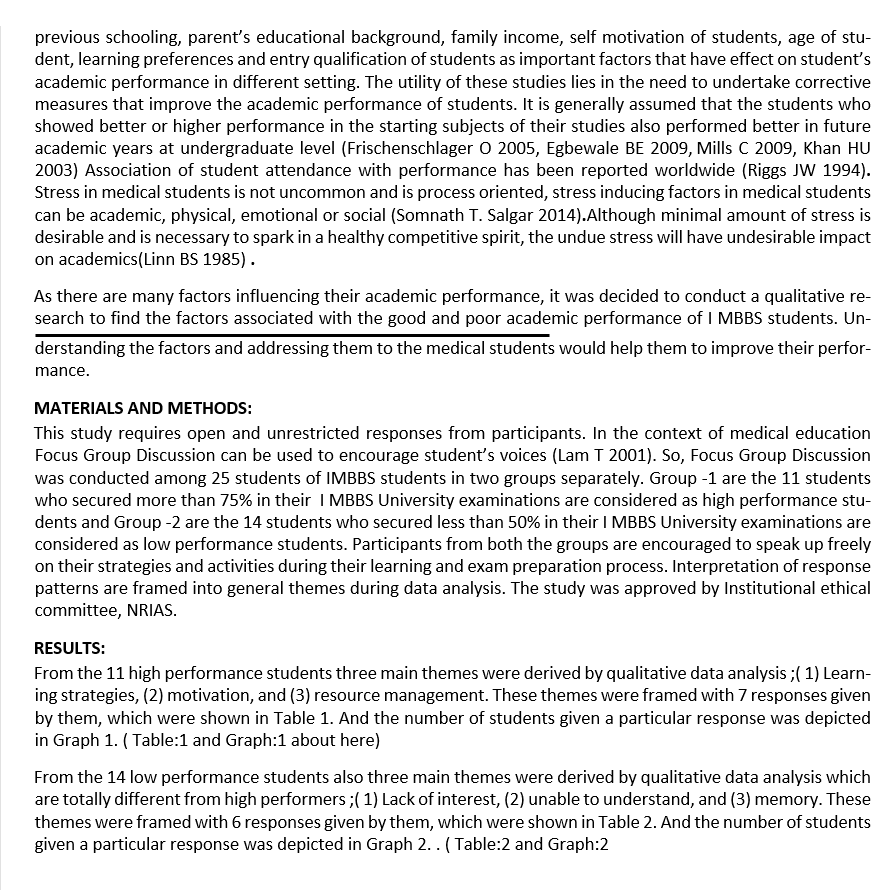 previous schooling, parent’s educational background, family income, self motivation of students, age of stu-
dent, learning preferences and entry qualification of students as important factors that have effect on student’s
academic performance in different setting. The utility of these studies lies in the need to undertake corrective
measures that improve the academic performance of students. It is generally assumed that the students who
showed better or higher performance in the starting subjects of their studies also performed better in future
academic years at undergraduate level (Frischenschlager O 2005, Egbewale BE 2009, Mills C 2009, Khan HU
2003) Association of student attendance with performance has been reported worldwide (Riggs JW 1994).
Stress in medical students is not uncommon and is process oriented, stress inducing factors in medical students
can be academic, physical, emotional or social (Somnath T. Salgar 2014).Although minimal amount of stress is
desirable and is necessary to spark in a healthy competitive spirit, the undue stress will have undesirable impact
on academics(Linn BS 1985) .
As there are many factors influencing their academic performance, it was decided to conduct a qualitative re-
search to find the factors associated with the good and poor academic performance of I MBBS students. Un-
derstanding the factors and addressing them to the medical students would help them to improve their perfor-
mance.
MATERIALS AND METHODS:
This study requires open and unrestricted responses from participants. In the context of medical education
Focus Group Discussion can be used to encourage student’s voices (Lam T 2001). So, Focus Group Discussion
was conducted among 25 students of IMBBS students in two groups separately. Group -1 are the 11 students
who secured more than 75% in their  I MBBS University examinations are considered as high performance stu-
dents and Group -2 are the 14 students who secured less than 50% in their I MBBS University examinations are
considered as low performance students. Participants from both the groups are encouraged to speak up freely
on their strategies and activities during their learning and exam preparation process. Interpretation of response
patterns are framed into general themes during data analysis. The study was approved by Institutional ethical
committee, NRIAS.
RESULTS:
From the 11 high performance students three main themes were derived by qualitative data analysis ;( 1) Learn-
ing strategies, (2) motivation, and (3) resource management. These themes were framed with 7 responses given
by them, which were shown in Table 1. And the number of students given a particular response was depicted
in Graph 1. ( Table:1 and Graph:1 about here)
From the 14 low performance students also three main themes were derived by qualitative data analysis which
are totally different from high performers ;( 1) Lack of interest, (2) unable to understand, and (3) memory. These
themes were framed with 6 responses given by them, which were shown in Table 2. And the number of students
given a particular response was depicted in Graph 2. . ( Table:2 and Graph:2